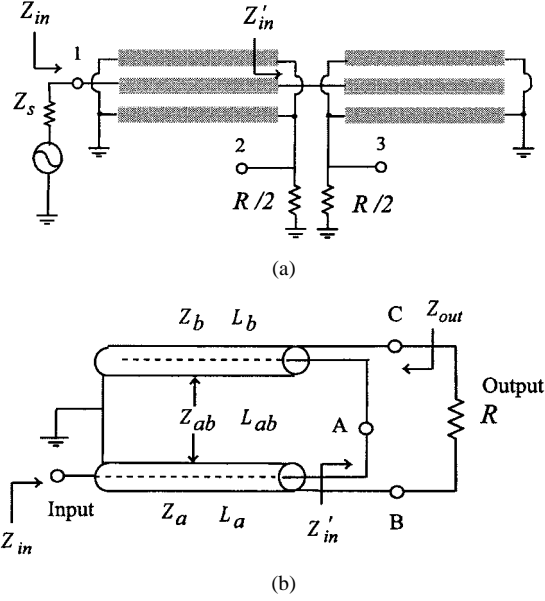 Z_in
Z'_in
1
Z_s
2
3
R/2
R/2
(a)
Z_b L_b
C
Z_out
Output
R
Z_ab L_ab
A
Input
Z_in
Z_a L_a
Z'_in
B
(b)